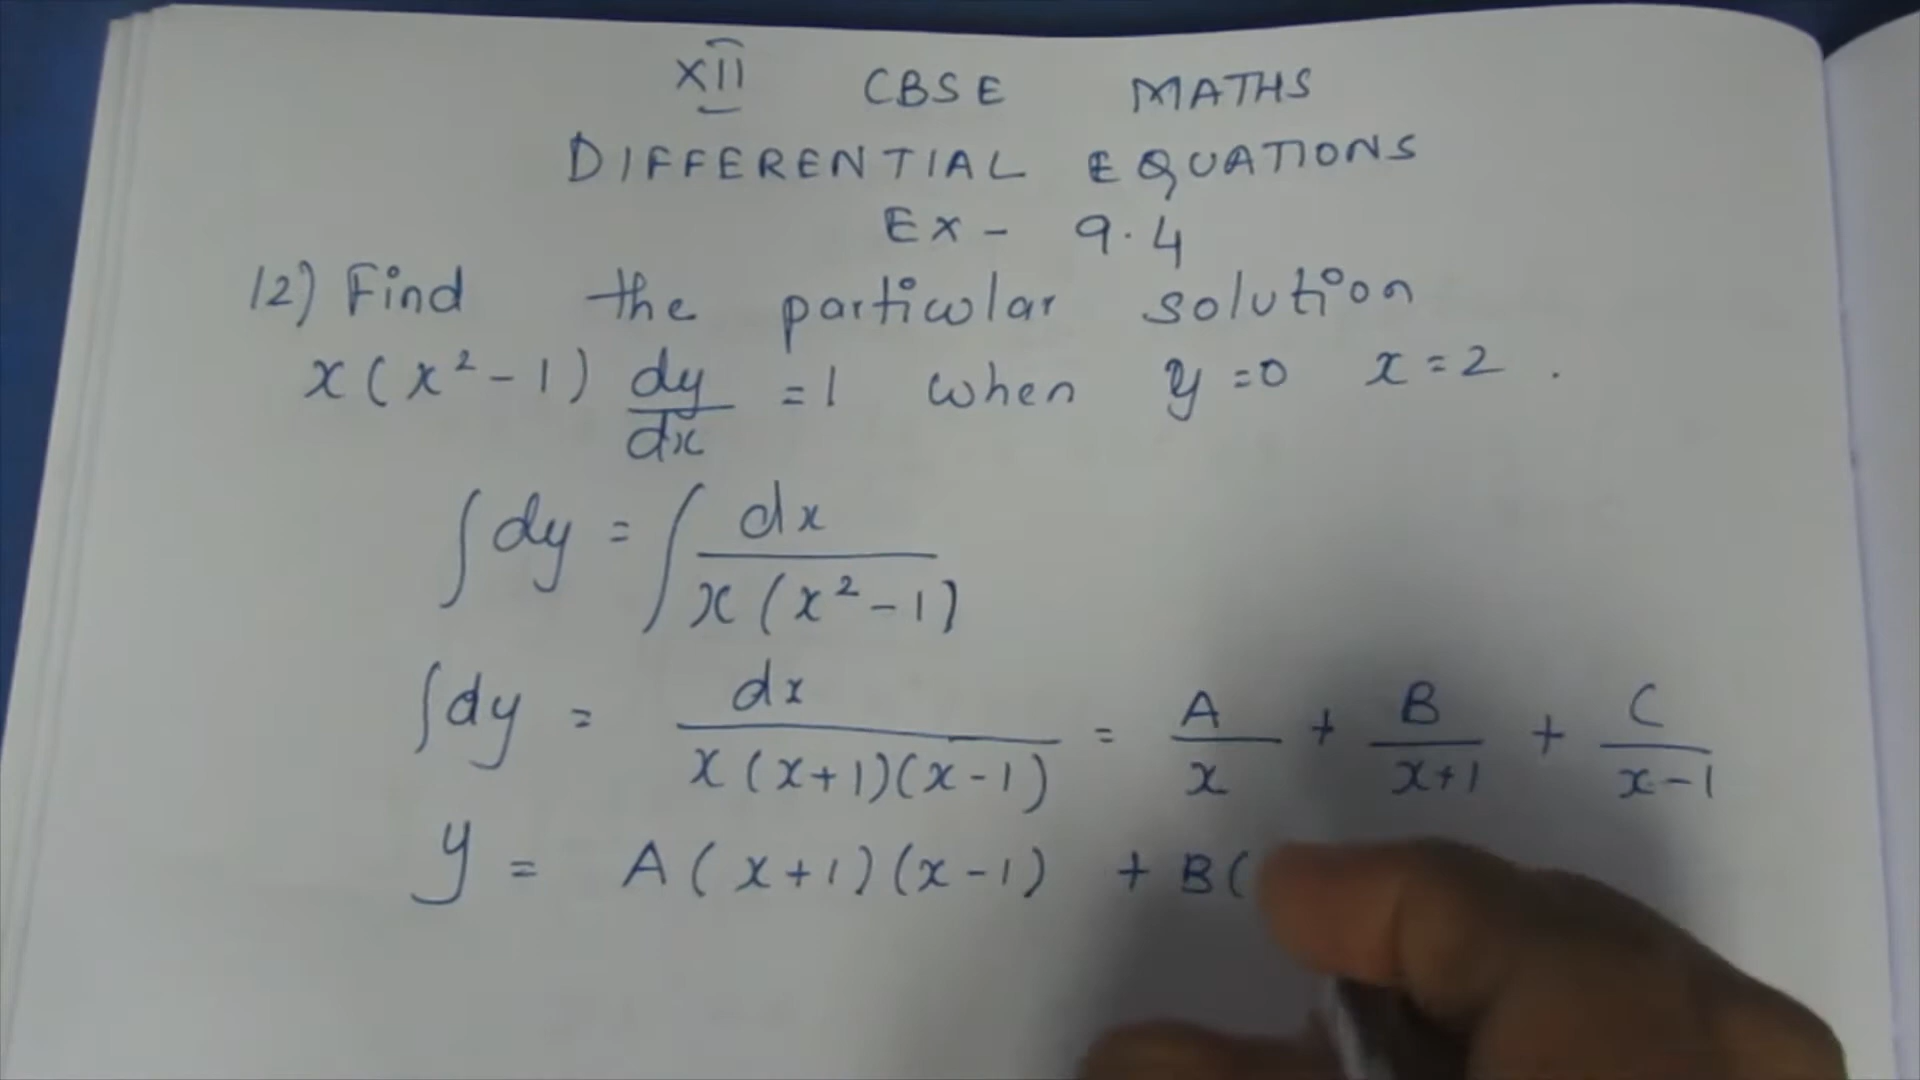 XII CBSE MATHS
DIFFERENTIAL EQUATIONS
EX - 9.4
12) Find the particular solution
x(x² - 1) dy/dx = 1 when y = 0 x = 2 .
∫dy = ∫ dx / x(x² - 1)
∫dy = dx / x(x+1)(x-1) = A/x + B/x+1 + C/x-1
y = A(x+1)(x-1) + B(